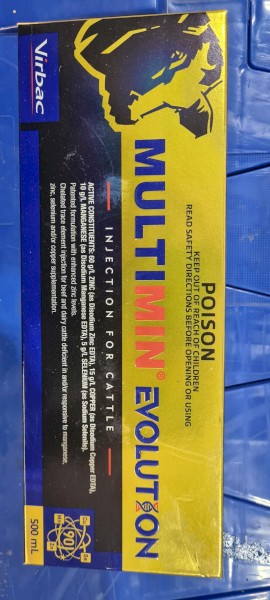 Virbac
POISON
KEEP OUT OF REACH OF CHILDREN
READ SAFETY DIRECTIONS BEFORE OPENING OR USING
MULTIMIN® EVOLUTION
INJECTION FOR CATTLE
ACTIVE CONSTITUENTS: 60 g/L ZINC (as Disodium Zinc EDTA), 15 g/L COPPER (as Disodium Copper EDTA),
10 g/L MANGANESE (as Disodium Manganese EDTA), 5 g/L SELENIUM (as Sodium Selenite).
Patented formulation with enhanced zinc levels.
Chelated trace element injection for beef and dairy cattle deficient in and/or responsive to manganese,
zinc, selenium and/or copper supplementation.
90
500 mL